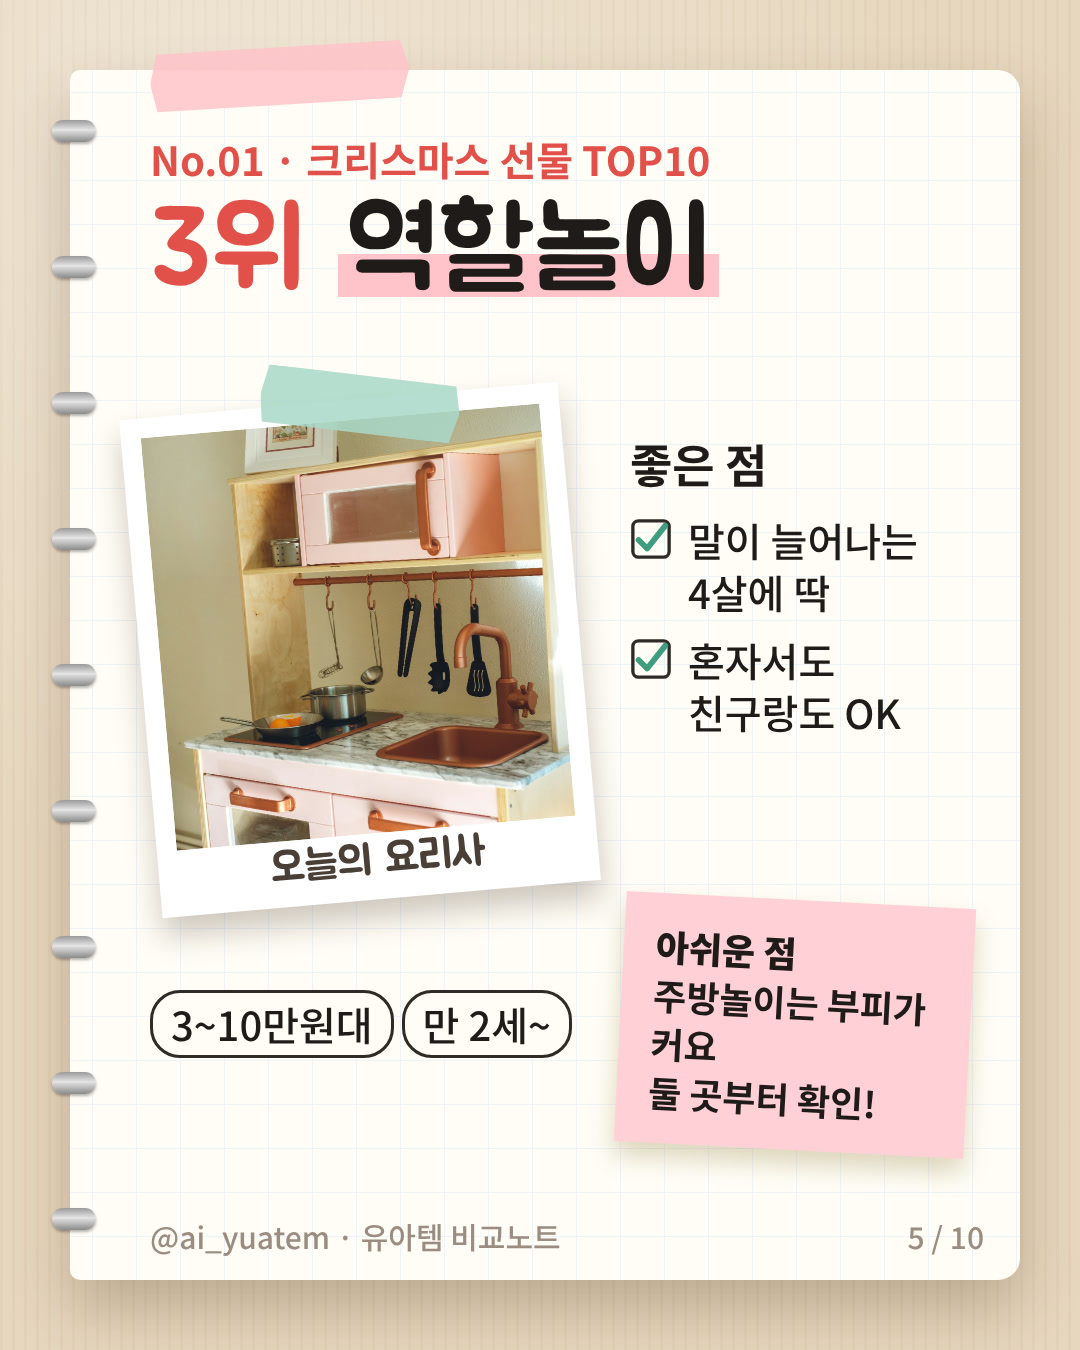 No.01 · 크리스마스 선물 TOP10
3위 역할놀이
오늘의 요리사
좋은 점
말이 늘어나는
4살에 딱
혼자서도
친구랑도 OK
3~10만원대
만 2세~
아쉬운 점
주방놀이는 부피가
커요
둘 곳부터 확인!
@ai_yuatem · 유아템 비교노트
5 / 10